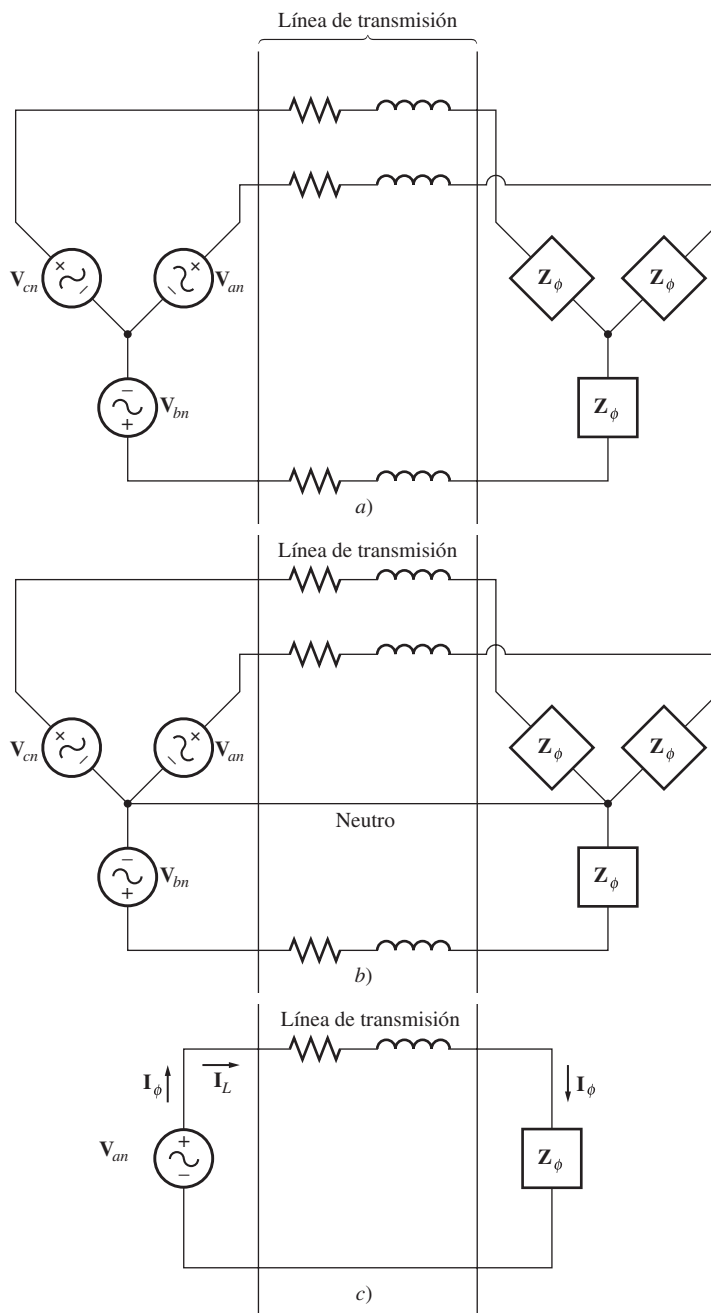 Línea de transmisión
V_cn
V_an
Z_ϕ
Z_ϕ
+
−
−
+
−
V_bn
+
Z_ϕ
a)
Línea de transmisión
V_cn
V_an
Z_ϕ
Z_ϕ
+
−
−
+
Neutro
−
V_bn
+
Z_ϕ
b)
Línea de transmisión
I_ϕ
I_L
I_ϕ
V_an
+
−
Z_ϕ
c)